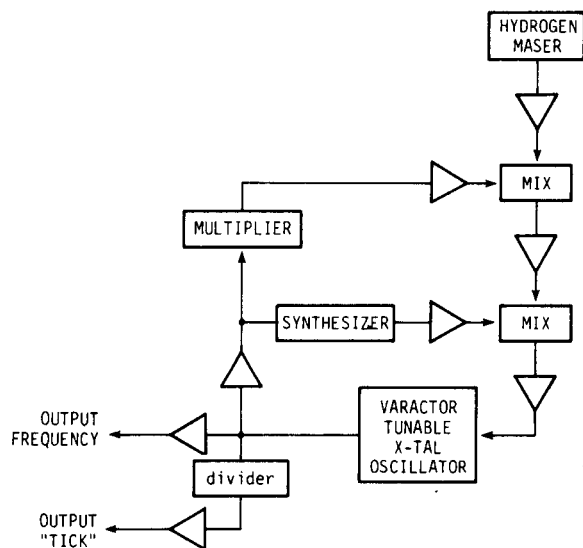 HYDROGEN
MASER
MIX
MULTIPLIER
SYNTHESIZER
MIX
VARACTOR
TUNABLE
X-TAL
OSCILLATOR
OUTPUT
FREQUENCY
divider
OUTPUT
"TICK"